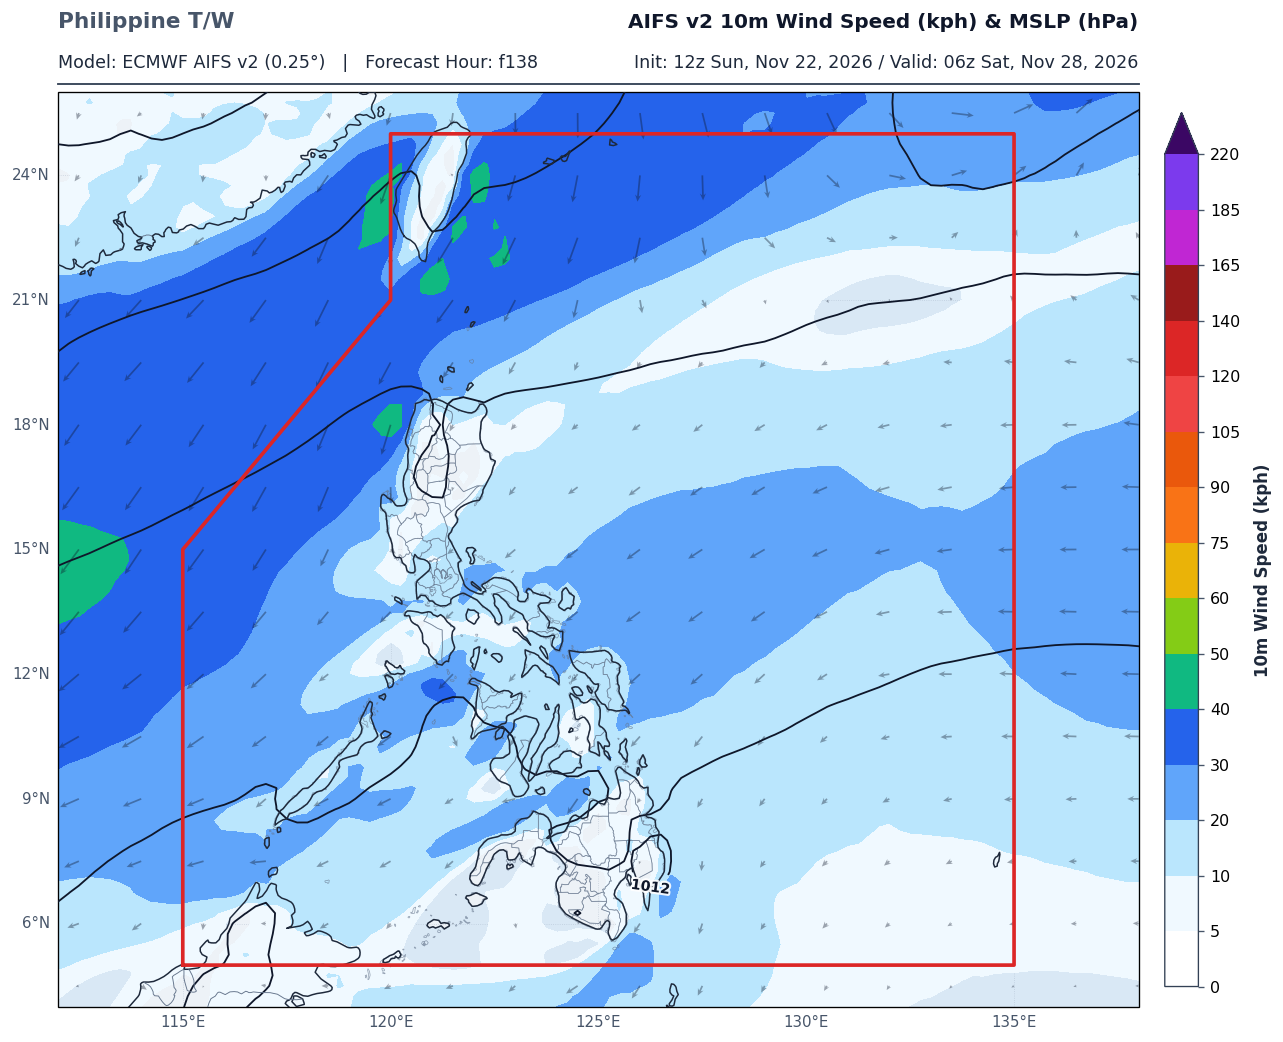 Philippine T/W
AIFS v2 10m Wind Speed (kph) & MSLP (hPa)
Model: ECMWF AIFS v2 (0.25°) | Forecast Hour: f138
Init: 12z Sun, Nov 22, 2026 / Valid: 06z Sat, Nov 28, 2026
24°N
21°N
18°N
15°N
12°N
9°N
6°N
1012
115°E
120°E
125°E
130°E
135°E
220
185
165
140
120
105
90
75
60
50
40
30
20
10
5
0
10m Wind Speed (kph)